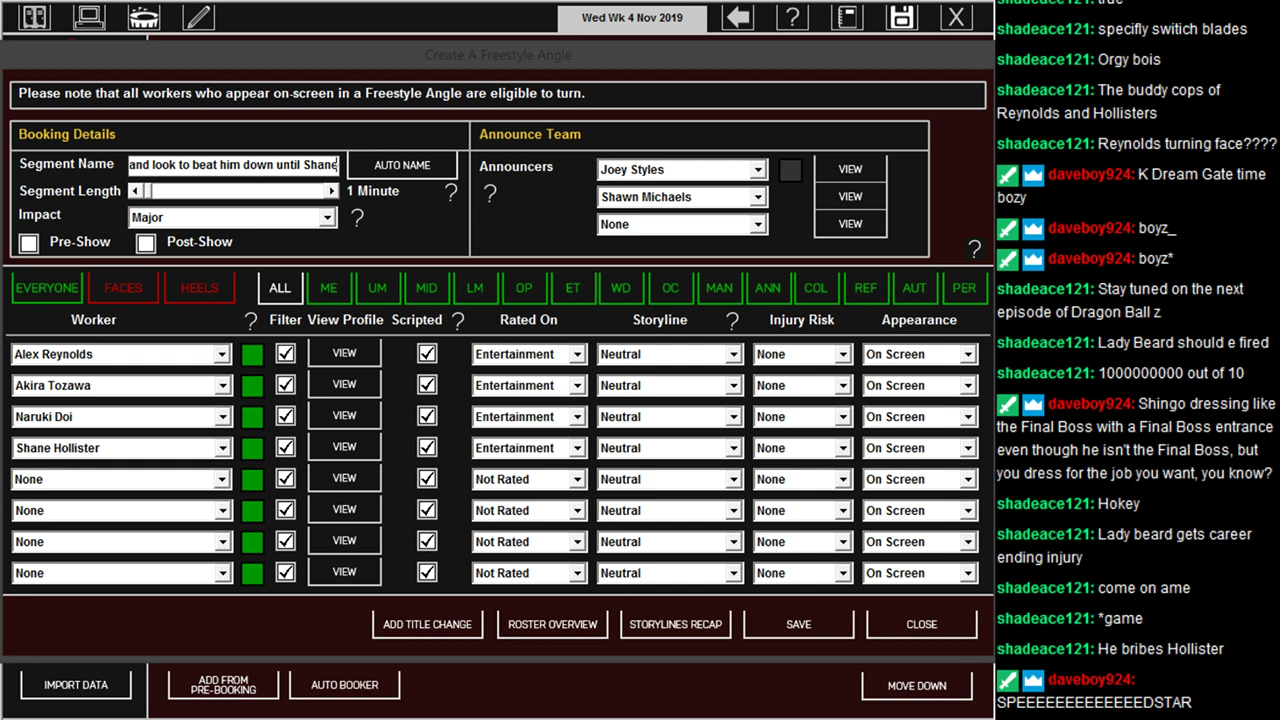 Wed Wk 4 Nov 2019
?
X
Create A Freestyle Angle
Please note that all workers who appear on-screen in a Freestyle Angle are eligible to turn.
Booking Details
Segment Name and look to beat him down until Shane AUTO NAME
Segment Length 1 Minute ?
Impact Major ?
Pre-Show Post-Show
Announce Team
Announcers Joey Styles VIEW
? Shawn Michaels VIEW
None VIEW
?
EVERYONE FACES HEELS ALL ME UM MID LM OP ET WD OC MAN ANN COL REF AUT PER
Worker ? Filter View Profile Scripted ? Rated On Storyline ? Injury Risk Appearance
Alex Reynolds VIEW Entertainment Neutral None On Screen
Akira Tozawa VIEW Entertainment Neutral None On Screen
Naruki Doi VIEW Entertainment Neutral None On Screen
Shane Hollister VIEW Entertainment Neutral None On Screen
None VIEW Not Rated Neutral None On Screen
None VIEW Not Rated Neutral None On Screen
None VIEW Not Rated Neutral None On Screen
None VIEW Not Rated Neutral None On Screen
ADD TITLE CHANGE ROSTER OVERVIEW STORYLINES RECAP SAVE CLOSE
IMPORT DATA ADD FROM PRE-BOOKING AUTO BOOKER MOVE DOWN
shadeace121: true
shadeace121: specifly switich blades
shadeace121: Orgy bois
shadeace121: The buddy cops of
Reynolds and Hollisters
shadeace121: Reynolds turning face????
daveboy924: K Dream Gate time
bozy
daveboy924: boyz_
daveboy924: boyz*
shadeace121: Stay tuned on the next
episode of Dragon Ball z
shadeace121: Lady Beard should e fired
shadeace121: 1000000000 out of 10
daveboy924: Shingo dressing like
the Final Boss with a Final Boss entrance
even though he isn't the Final Boss, but
you dress for the job you want, you know?
shadeace121: Hokey
shadeace121: Lady beard gets career
ending injury
shadeace121: come on ame
shadeace121: *game
shadeace121: He bribes Hollister
daveboy924:
SPEEEEEEEEEEEEEDSTAR